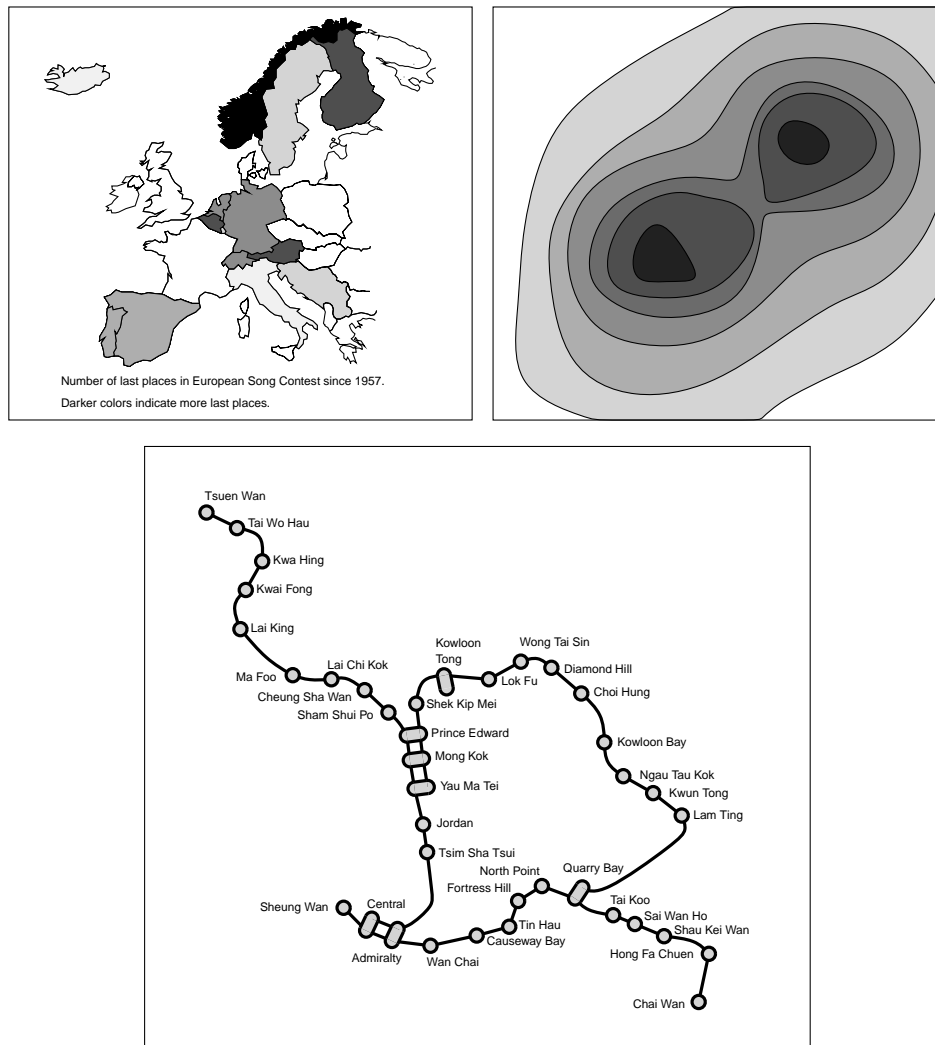 Number of last places in European Song Contest since 1957.
Darker colors indicate more last places.
Tsuen Wan
Tai Wo Hau
Kwa Hing
Kwai Fong
Lai King
Ma Foo
Lai Chi Kok
Cheung Sha Wan
Sham Shui Po
Kowloon
Tong
Wong Tai Sin
Lok Fu
Diamond Hill
Choi Hung
Shek Kip Mei
Prince Edward
Mong Kok
Yau Ma Tei
Kowloon Bay
Ngau Tau Kok
Kwun Tong
Lam Ting
Jordan
Tsim Sha Tsui
North Point
Quarry Bay
Fortress Hill
Sheung Wan
Central
Tai Koo
Sai Wan Ho
Tin Hau
Shau Kei Wan
Causeway Bay
Admiralty
Wan Chai
Hong Fa Chuen
Chai Wan